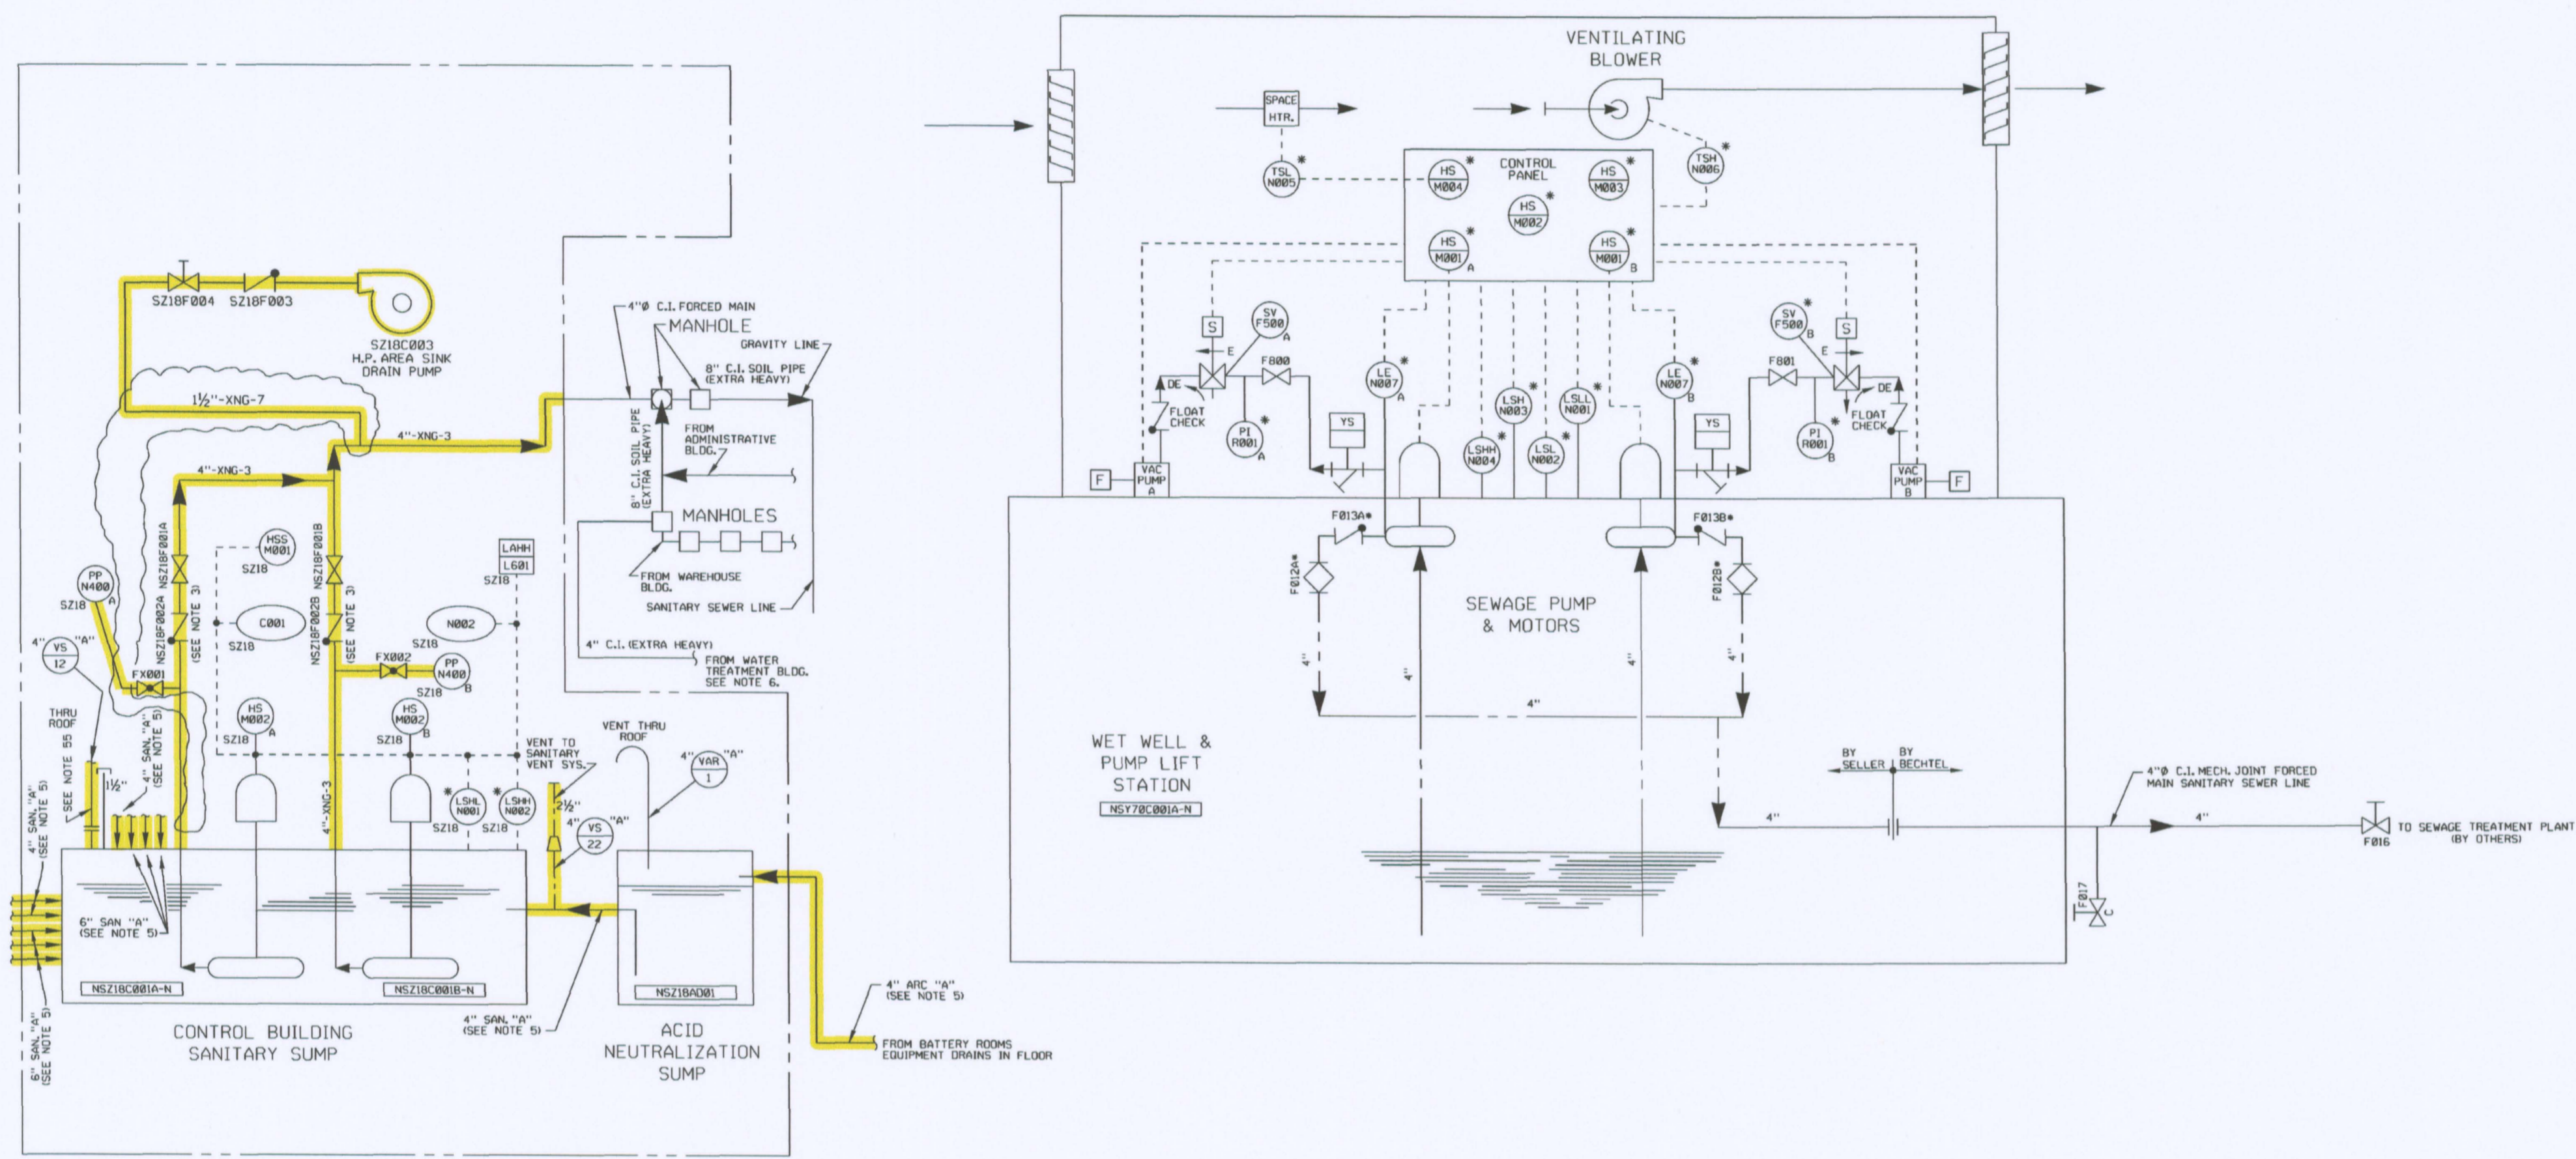 SZ18F004
SZ18F003
SZ18C003
H.P. AREA SINK
DRAIN PUMP
1½"-XNG-7
4"-XNG-3
4"-XNG-3
NSZ18F001A
NSZ18F002A
(SEE NOTE 3)
NSZ18F001B
NSZ18F002B
(SEE NOTE 3)
HSS
M001
SZ18
C001
SZ18
LAHH
L601
SZ18
N002
SZ18
PP
N400
A
SZ18
4"
VS
12
"A"
FX001
FX002
PP
N400
B
SZ18
THRU
ROOF
SEE NOTE 55
1½"
4" SAN. "A"
(SEE NOTE 5)
HS
M002
A
SZ18
HS
M002
B
SZ18
4"-XNG-3
* LSHL
N001
SZ18
* LSHH
N002
SZ18
VENT TO
SANITARY
VENT SYS.
VENT THRU
ROOF
4"
VAR
1
"A"
2½"
4"
VS
22
"A"
4" SAN. "A"
(SEE NOTE 5)
6" SAN "A"
(SEE NOTE 5)
6" SAN. "A"
(SEE NOTE 5)
NSZ18C001A-N
NSZ18C001B-N
NSZ18AD01
CONTROL BUILDING
SANITARY SUMP
4" SAN. "A"
(SEE NOTE 5)
ACID
NEUTRALIZATION
SUMP
4" ARC "A"
(SEE NOTE 5)
FROM BATTERY ROOMS
EQUIPMENT DRAINS IN FLOOR
4"Ø C.I. FORCED MAIN
MANHOLE
GRAVITY LINE
8" C.I. SOIL PIPE
(EXTRA HEAVY)
8" C.I. SOIL PIPE
(EXTRA HEAVY)
FROM
ADMINISTRATIVE
BLDG.
MANHOLES
FROM WAREHOUSE
BLDG.
SANITARY SEWER LINE
4" C.I. (EXTRA HEAVY)
FROM WATER
TREATMENT BLDG.
SEE NOTE 6.
VENTILATING
BLOWER
SPACE
HTR.
TSL
N005
*
CONTROL
PANEL
HS
M004
*
HS
M003
*
HS
M002
*
HS
M001
A
*
HS
M001
B
*
TSH
N006
*
S
E
DE
SV
F500
A
F800
FLOAT
CHECK
PI
R001
A
*
YS
LE
N007
A
*
LSHH
N004
*
LSH
N003
*
LSL
N002
*
LSLL
N001
*
LE
N007
B
*
YS
F801
SV
F500
B
*
S
E
DE
FLOAT
CHECK
PI
R001
B
*
F
VAC
PUMP
A
VAC
PUMP
B
F
F013A*
F012A*
F013B*
F012B*
SEWAGE PUMP
& MOTORS
4"
4"
4"
4"
4"
WET WELL &
PUMP LIFT
STATION
NSY70C001A-N
BY
SELLER
BY
BECHTEL
4"
4"Ø C.I. MECH. JOINT FORCED
MAIN SANITARY SEWER LINE
4"
F016
TO SEWAGE TREATMENT PLANT
(BY OTHERS)
F017
C